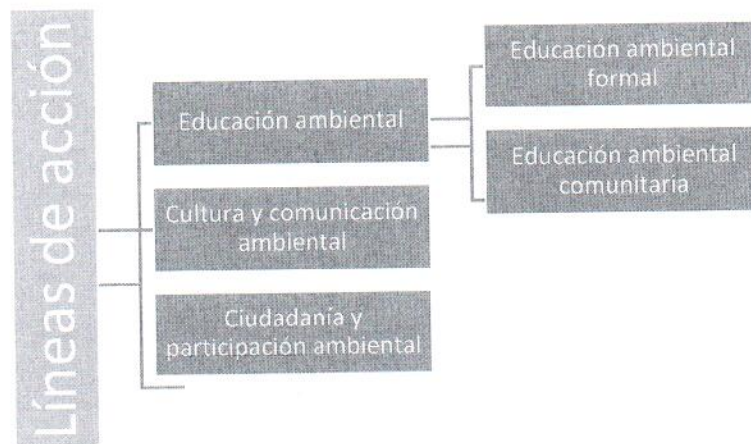 Líneas de acción
Educación ambiental
Cultura y comunicación
ambiental
Ciudadanía y
participación ambiental
Educación ambiental
formal
Educación ambiental
comunitaria